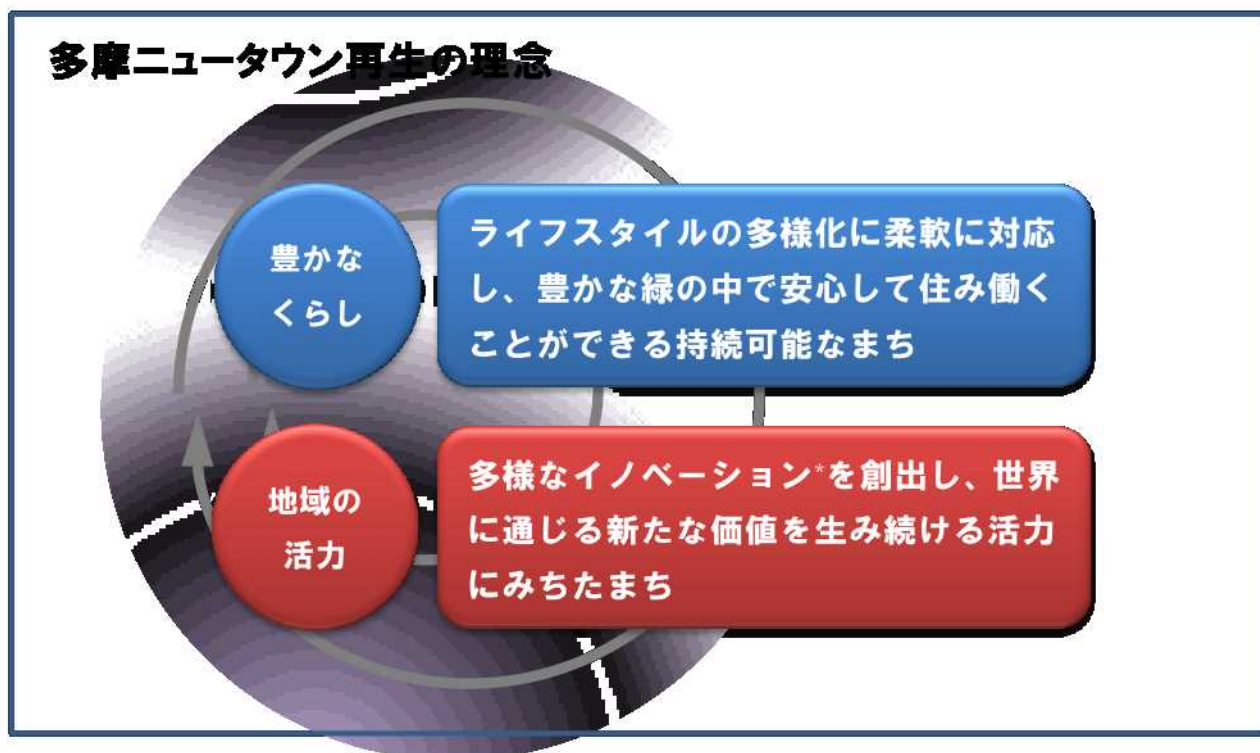 多摩ニュータウン再生の理念
豊かな
くらし
ライフスタイルの多様化に柔軟に対応
し、豊かな緑の中で安心して住み働く
ことができる持続可能なまち
地域の
活力
多様なイノベーション*を創出し、世界
に通じる新たな価値を生み続ける活力
にみちたまち